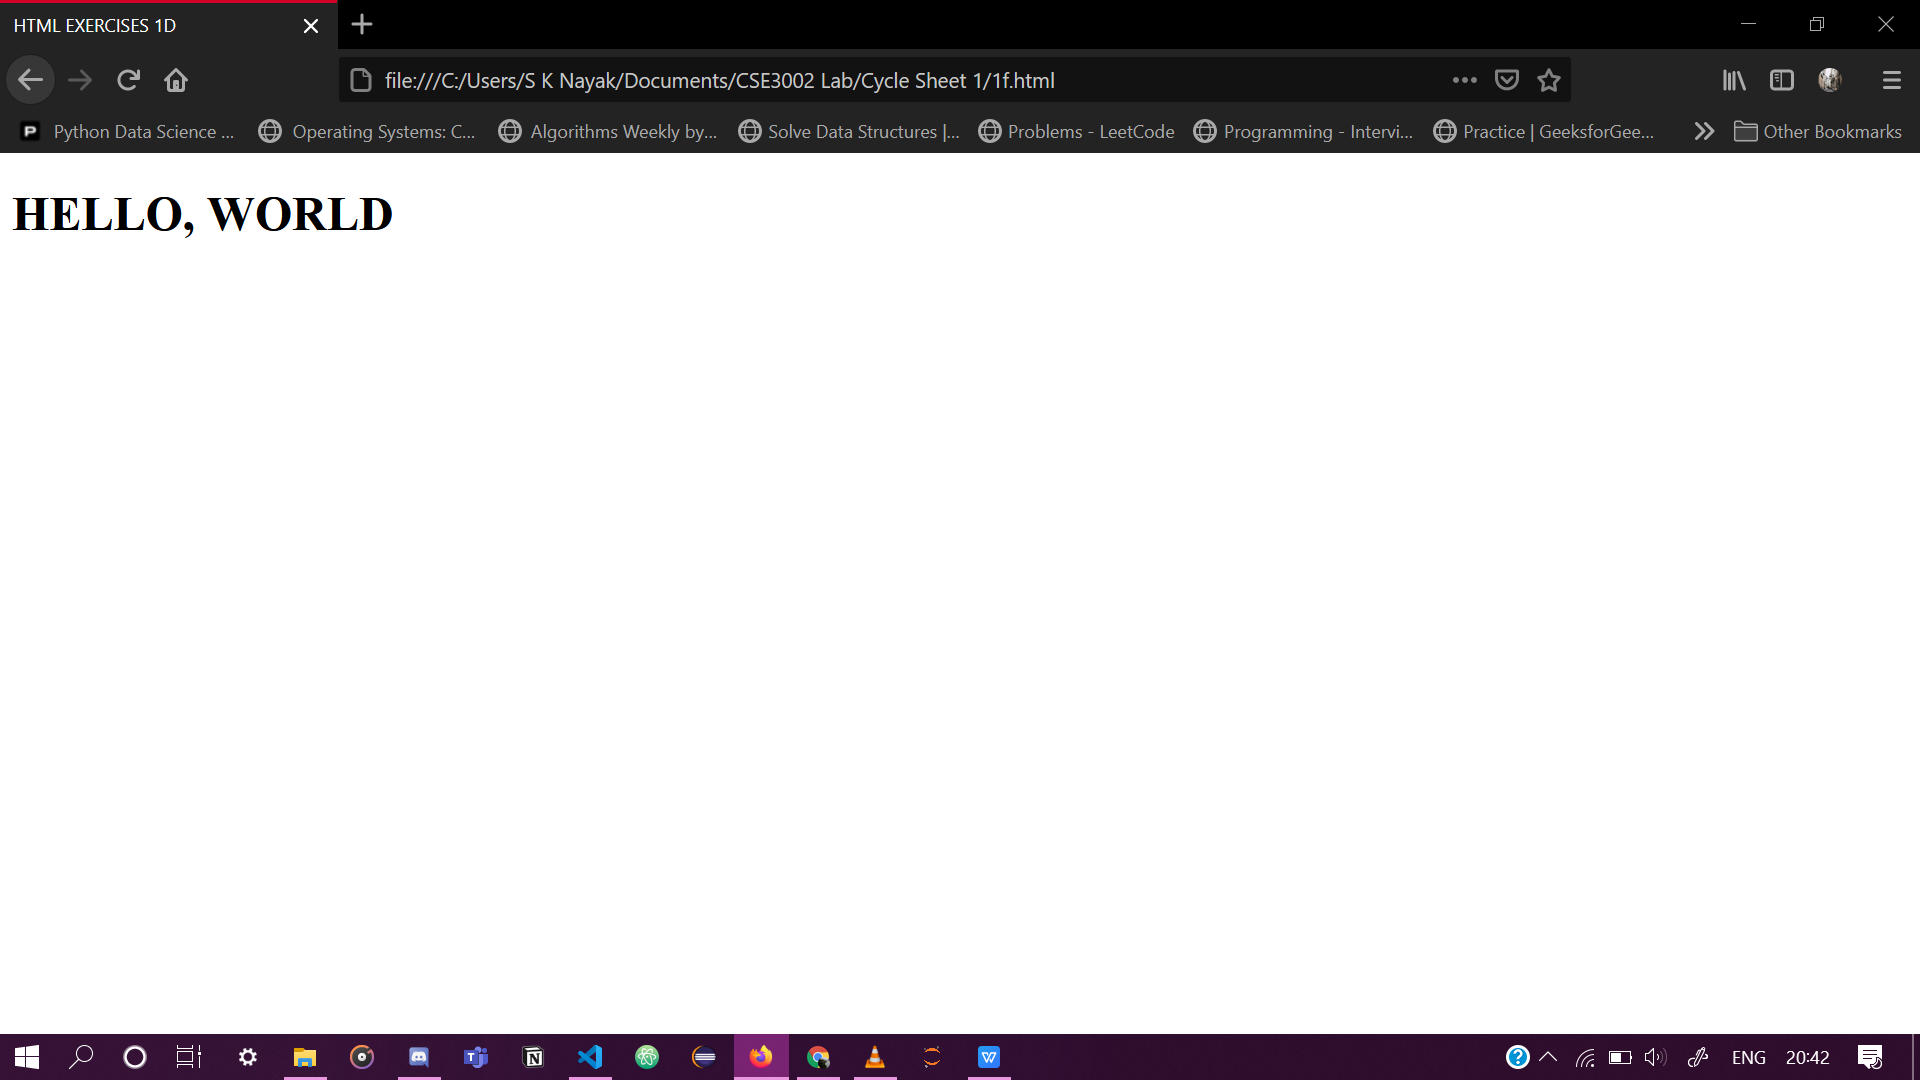 HTML EXERCISES 1D
file:///C:/Users/S K Nayak/Documents/CSE3002 Lab/Cycle Sheet 1/1f.html
Python Data Science ... Operating Systems: C... Algorithms Weekly by... Solve Data Structures |... Problems - LeetCode Programming - Intervi... Practice | GeeksforGee... Other Bookmarks
HELLO, WORLD
ENG 20:42